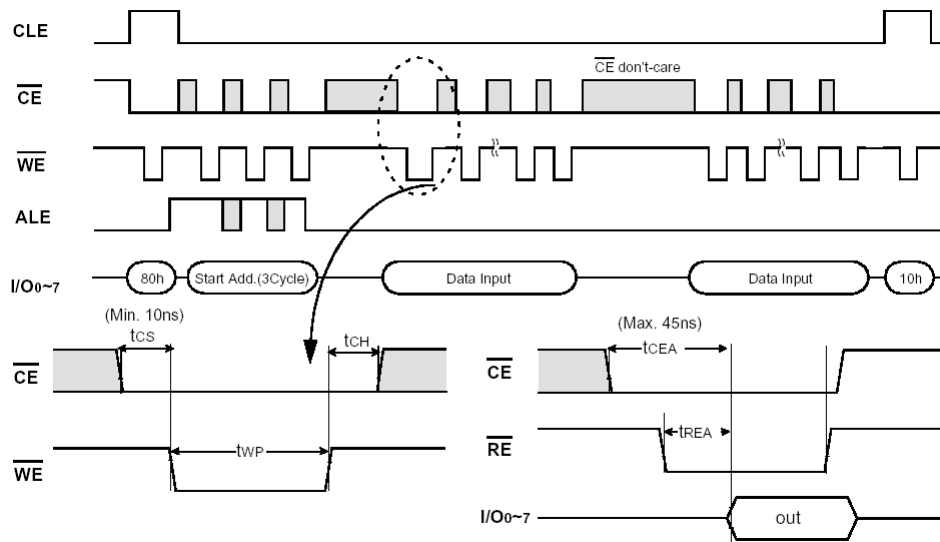 CLE
CE don't-care
CE
WE
ALE
I/O0~7 80h Start Add.(3Cycle) Data Input Data Input 10h
(Min. 10ns) (Max. 45ns)
tCS tCH tCEA
CE CE
tWP tREA
WE RE
I/O0~7 out